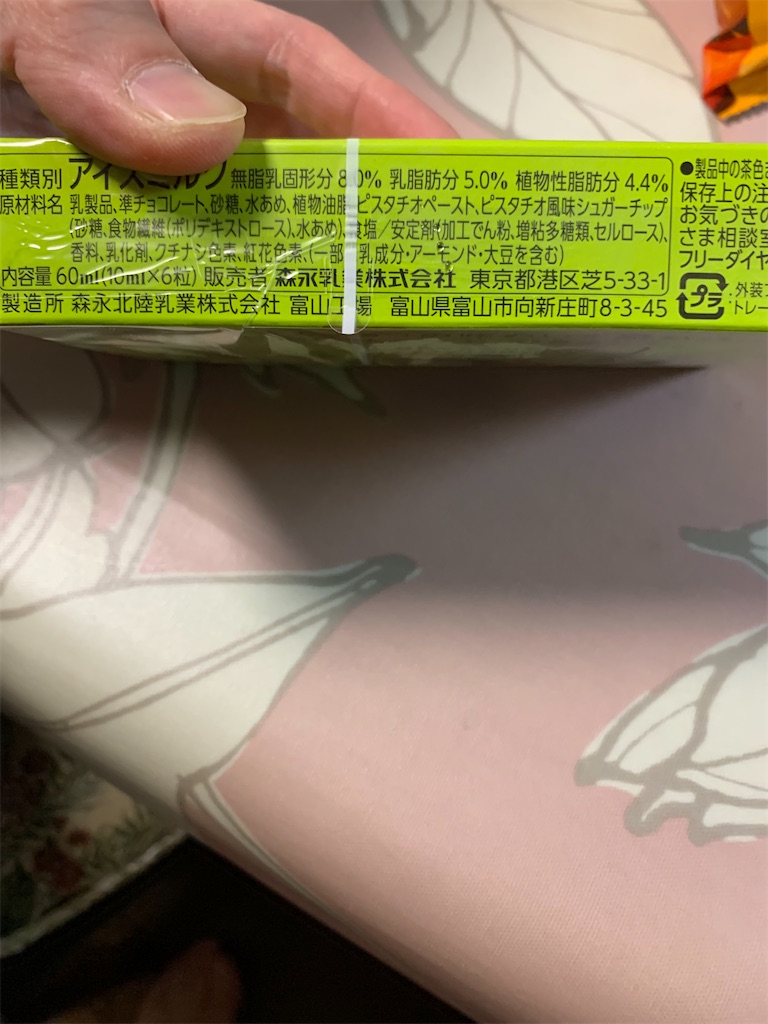 種類別 アイスミルク 無脂乳固形分 8.0% 乳脂肪分 5.0% 植物性脂肪分 4.4%
原材料名 乳製品、準チョコレート、砂糖、水あめ、植物油脂、ピスタチオペースト、ピスタチオ風味シュガーチップ
(砂糖、食物繊維(ポリデキストロース)、水あめ)、食塩/安定剤(加工でん粉、増粘多糖類、セルロース)、
香料、乳化剤、クチナシ色素、紅花色素、(一部に乳成分・アーモンド・大豆を含む)
内容量 60ml(10ml×6粒) 販売者 森永乳業株式会社 東京都港区芝5-33-1
製造所 森永北陸乳業株式会社 富山工場 富山県富山市向新庄町8-3-45
●製品中の茶色
保存上の注
お気づきの
さま相談室
フリーダイヤ
プラ
:外装
・トレー